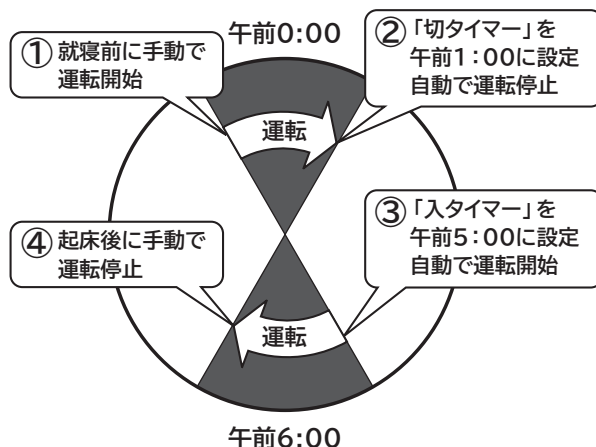 午前0:00
①就寝前に手動で
運転開始
②「切タイマー」を
午前1:00に設定
自動で運転停止
運転
③「入タイマー」を
午前5:00に設定
自動で運転開始
④起床後に手動で
運転停止
運転
午前6:00